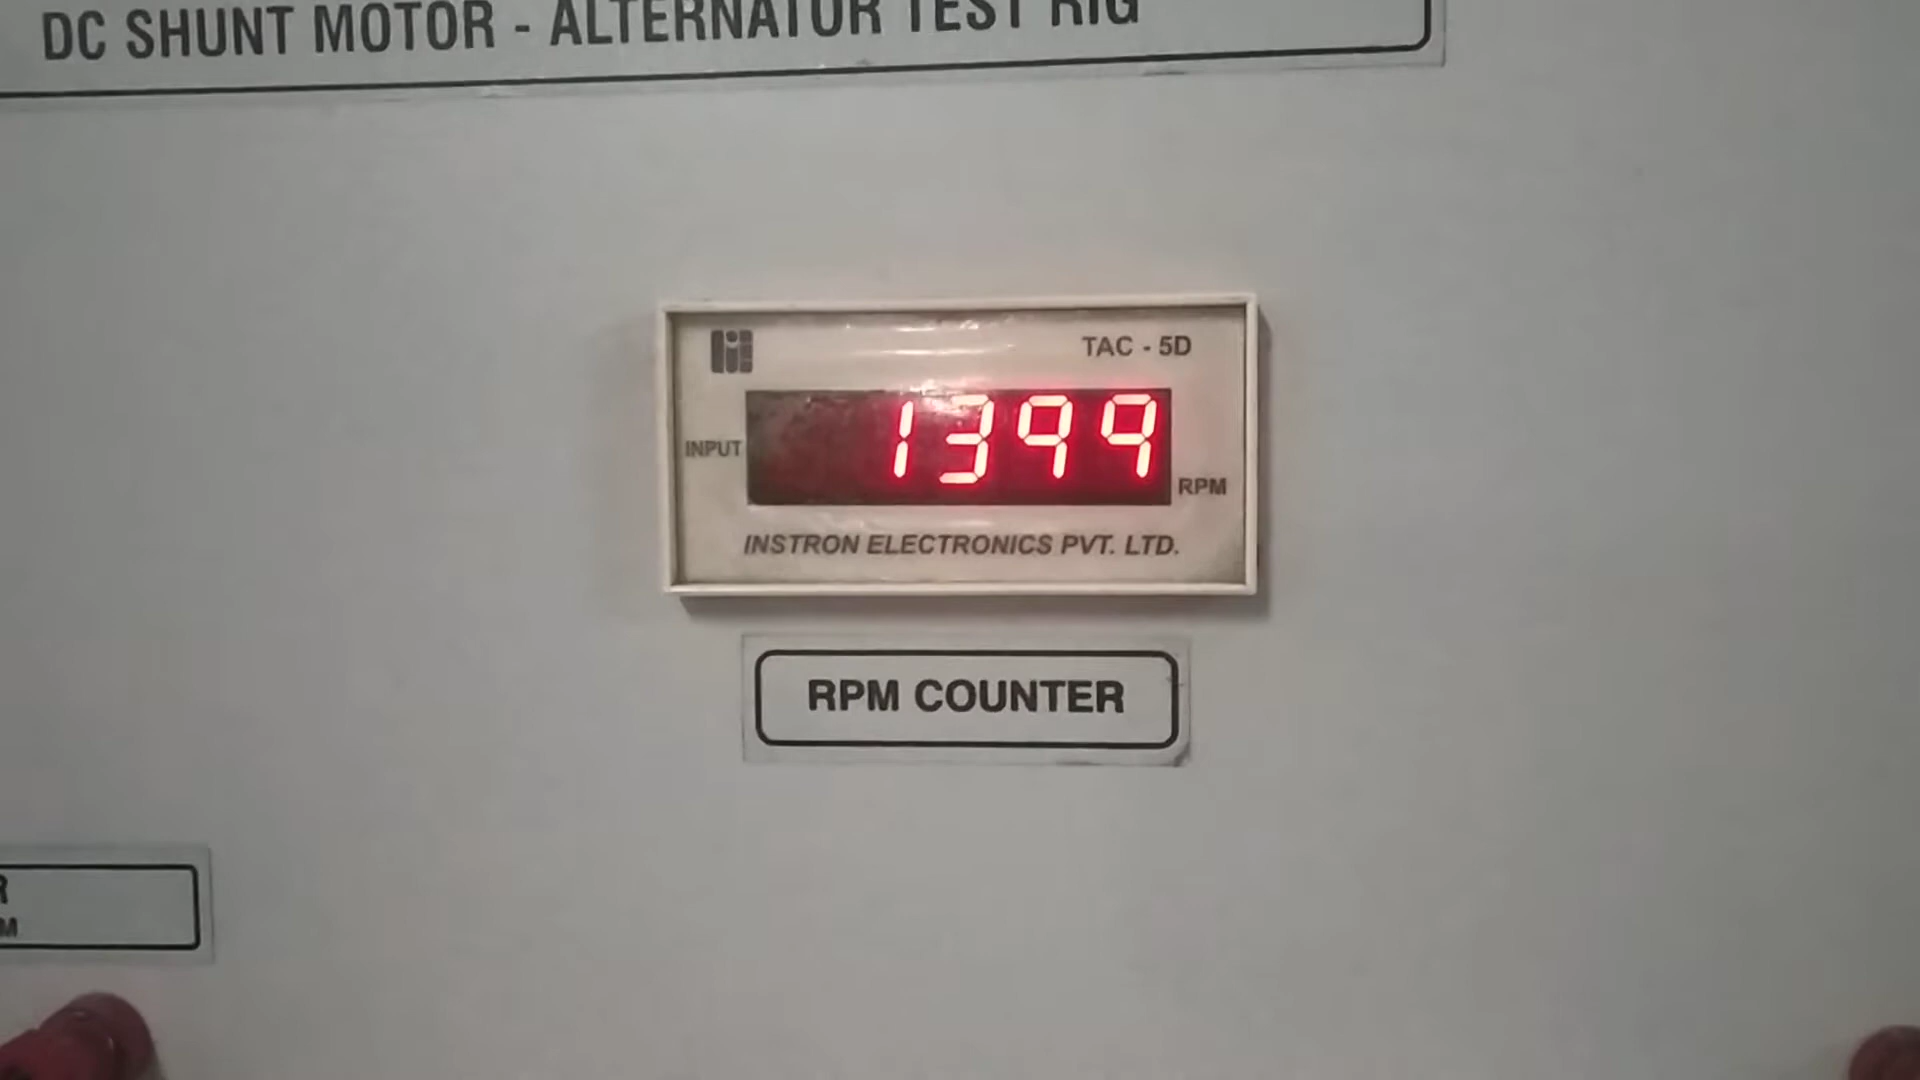 DC SHUNT MOTOR - ALTERNATOR TEST RIG
TAC - 5D
INPUT
1399
RPM
INSTRON ELECTRONICS PVT. LTD.
RPM COUNTER